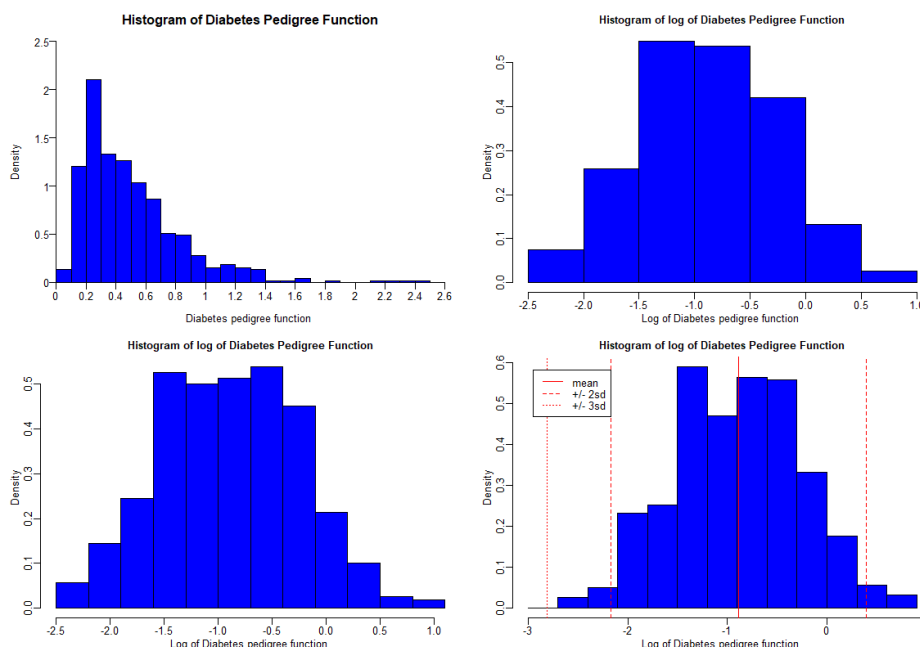 Histogram of Diabetes Pedigree Function
2.5
2
1.5
1
0.5
0
Density
0 0.2 0.4 0.6 0.8 1 1.2 1.4 1.6 1.8 2 2.2 2.4 2.6
Diabetes pedigree function
Histogram of log of Diabetes Pedigree Function
0.5
0.4
0.3
0.2
0.1
0.0
Density
-2.5 -2.0 -1.5 -1.0 -0.5 0.0 0.5 1.0
Log of Diabetes pedigree function
Histogram of log of Diabetes Pedigree Function
0.5
0.4
0.3
0.2
0.1
0.0
Density
-2.5 -2.0 -1.5 -1.0 -0.5 0.0 0.5 1.0
Log of Diabetes pedigree function
Histogram of log of Diabetes Pedigree Function
0.6
0.5
0.4
0.3
0.2
0.1
0.0
Density
mean
+/- 2sd
+/- 3sd
-3 -2 -1 0
Log of Diabetes pedigree function